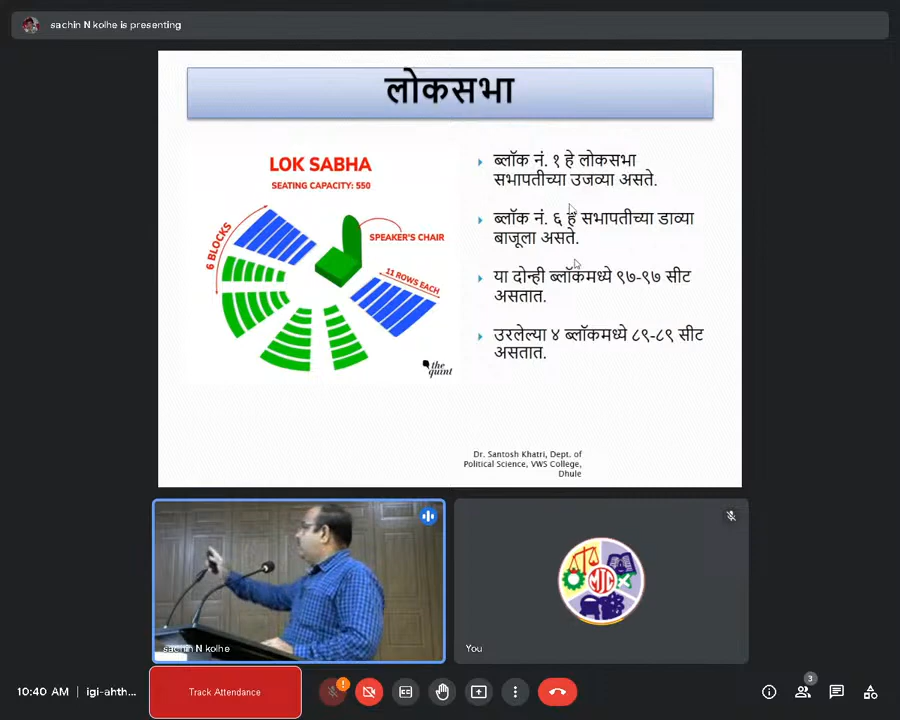 sachin N kolhe is presenting
लोकसभा
LOK SABHA
SEATING CAPACITY: 550
SPEAKER'S CHAIR
6 BLOCKS
11 ROWS EACH
the
quint
ब्लॉक नं. १ हे लोकसभा
सभापतीच्या उजव्या असते.
ब्लॉक नं. ६ हे सभापतीच्या डाव्या
बाजूला असते.
या दोन्ही ब्लॉकमध्ये ९७-९७ सीट
असतात.
उरलेल्या ४ ब्लॉकमध्ये ८९-८९ सीट
असतात.
Dr. Santosh Khatri, Dept. of
Political Science, VWS College,
Dhule
sachin N kolhe
MJC
You
10:40 AM | igi-ahth...
Track Attendance
3